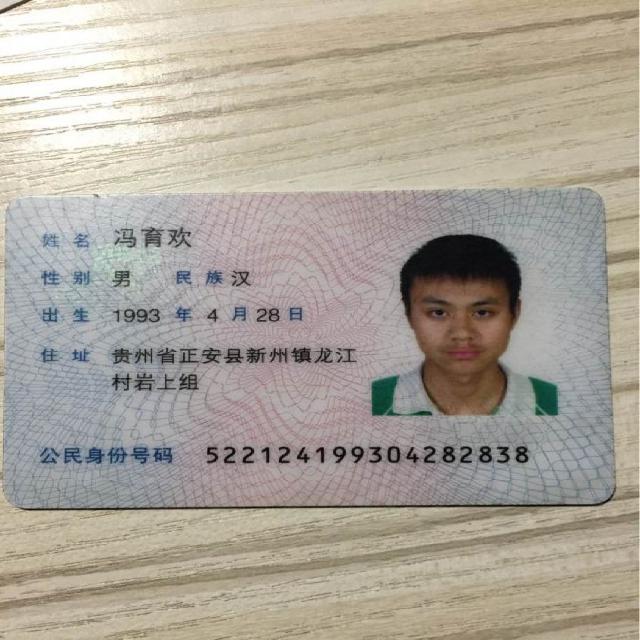 姓名 冯育欢
性别 男 民族 汉
出生 1993 年 4 月 28 日
住址 贵州省正安县新州镇龙江
村岩上组
公民身份号码 522124199304282838